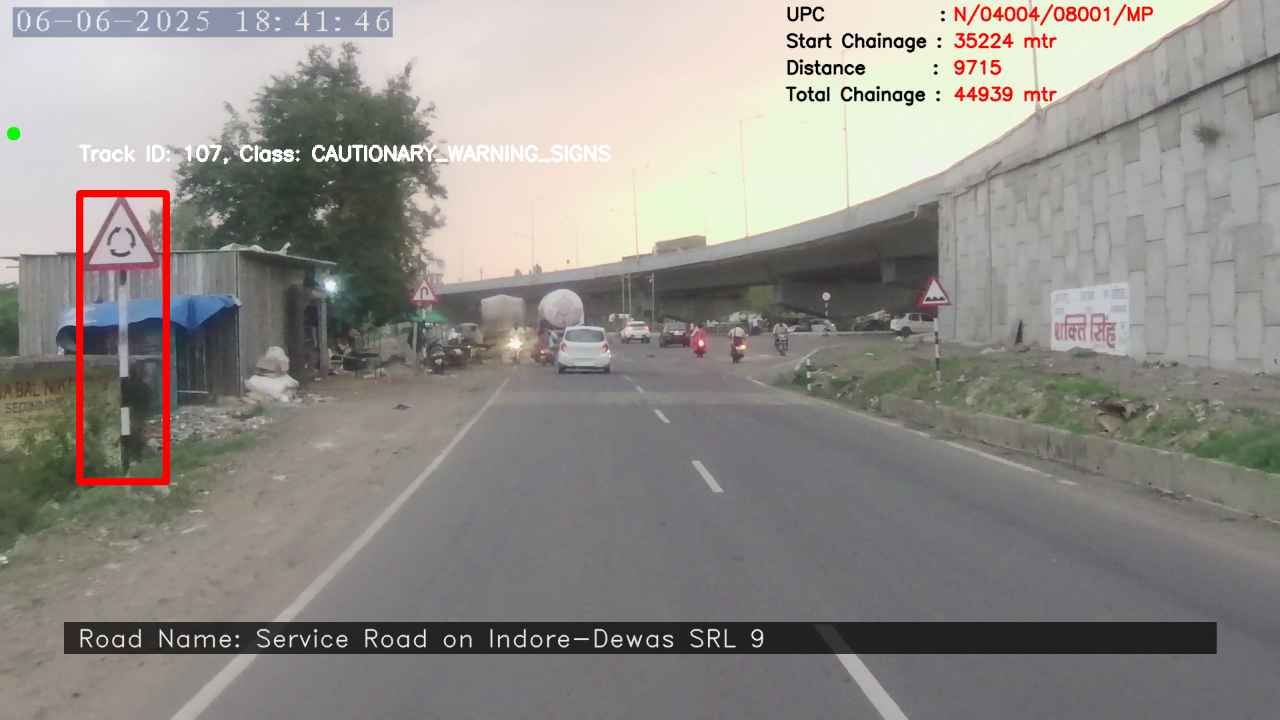 06-06-2025 18:41:46
UPC : N/04004/08001/MP
Start Chainage : 35224 mtr
Distance : 9715
Total Chainage : 44939 mtr
Track ID: 107, Class: CAUTIONARY_WARNING_SIGNS
शक्ति सिंह
BAL
Road Name: Service Road on Indore-Dewas SRL 9